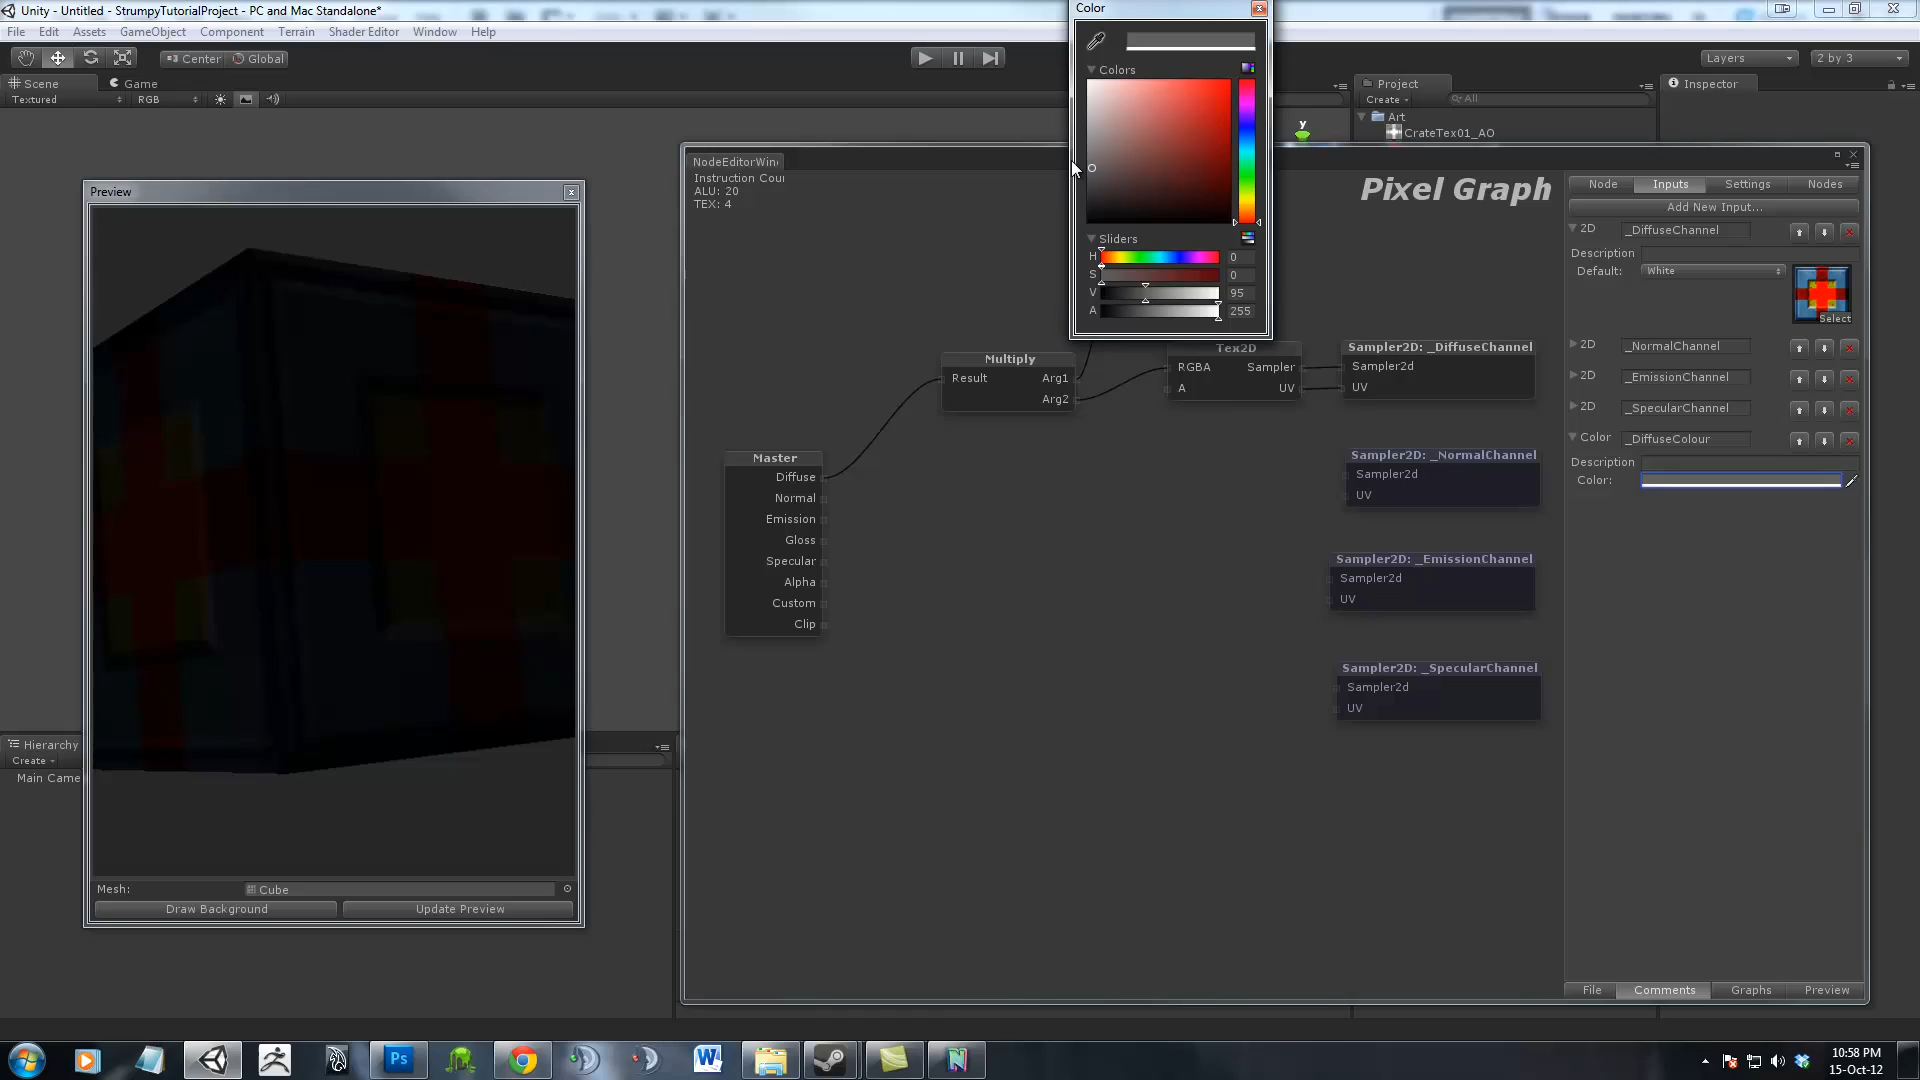 Unity - Untitled - StrumpyTutorialProject - PC and Mac Standalone*
File Edit Assets GameObject Component Terrain Shader Editor Window Help
Center Global
Layers 2 by 3
Scene Game
Textured RGB
Project
Create All
Art
CrateTex01_AO
Inspector
Color
Colors
Sliders
H 0
S 0
V 95
A 255
Preview
Mesh: Cube
Draw Background Update Preview
Hierarchy
Create
Main Came
NodeEditorWin
Instruction Cou
ALU: 20
TEX: 4
Pixel Graph
Multiply
Result Arg1
Arg2
Tex2D
RGBA Sampler
A UV
Sampler2D: _DiffuseChannel
Sampler2d
UV
Sampler2D: _NormalChannel
Sampler2d
UV
Sampler2D: _EmissionChannel
Sampler2d
UV
Sampler2D: _SpecularChannel
Sampler2d
UV
Master
Diffuse
Normal
Emission
Gloss
Specular
Alpha
Custom
Clip
Node Inputs Settings Nodes
Add New Input...
2D _DiffuseChannel
Description
Default: White
Select
2D _NormalChannel
2D _EmissionChannel
2D _SpecularChannel
Color _DiffuseColour
Description
Color:
File Comments Graphs Preview
Ps
W
N
10:58 PM
15-Oct-12